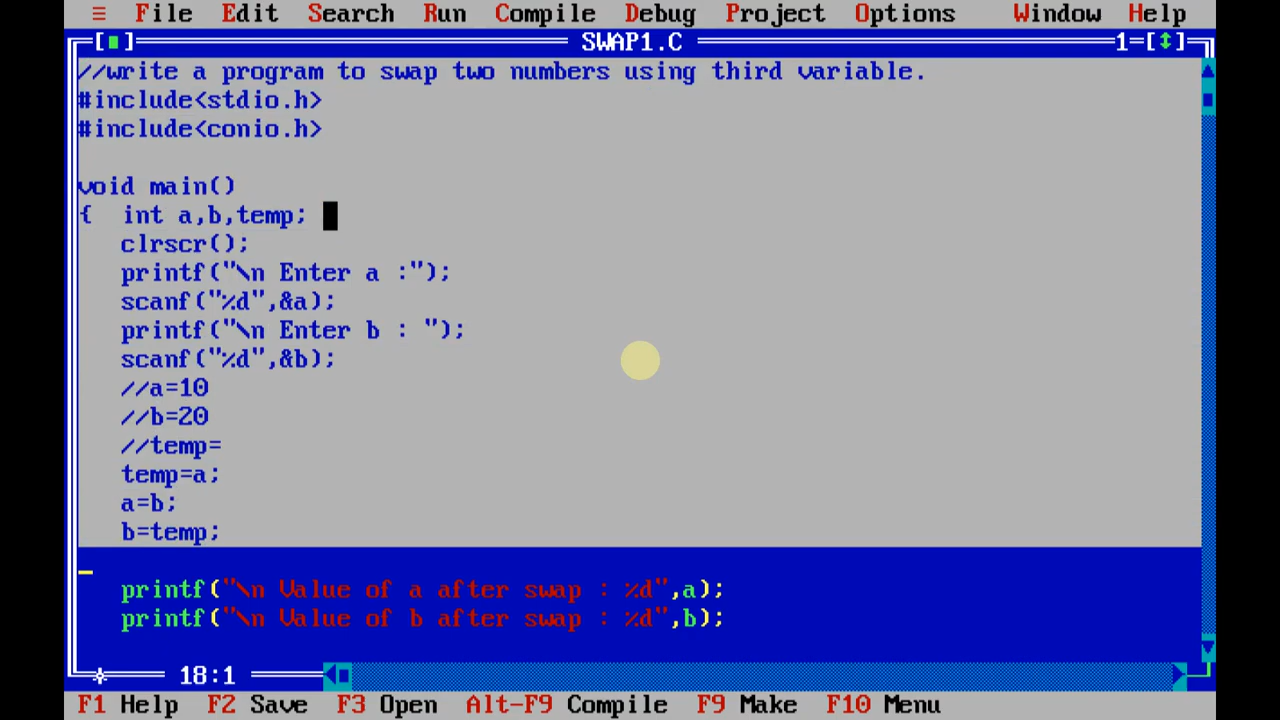 ≡ File Edit Search Run Compile Debug Project Options Window Help
[■] SWAP1.C 1=[↕]
//write a program to swap two numbers using third variable.
#include<stdio.h>
#include<conio.h>
void main()
{ int a,b,temp;
clrscr();
printf("\n Enter a :");
scanf("%d",&a);
printf("\n Enter b : ");
scanf("%d",&b);
//a=10
//b=20
//temp=
temp=a;
a=b;
b=temp;
printf("\n Value of a after swap : %d",a);
printf("\n Value of b after swap : %d",b);
18:1
F1 Help F2 Save F3 Open Alt-F9 Compile F9 Make F10 Menu